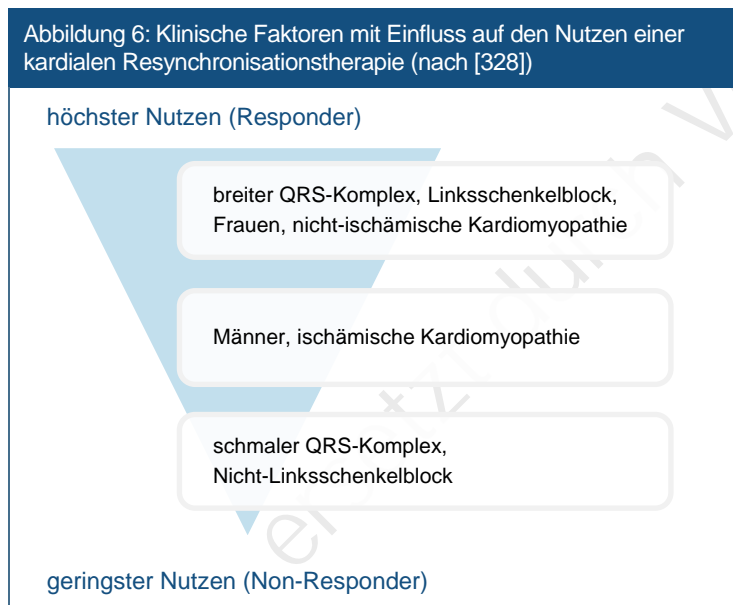 Abbildung 6: Klinische Faktoren mit Einfluss auf den Nutzen einer
kardialen Resynchronisationstherapie (nach [328])
höchster Nutzen (Responder)
breiter QRS-Komplex, Linksschenkelblock,
Frauen, nicht-ischämische Kardiomyopathie
Männer, ischämische Kardiomyopathie
schmaler QRS-Komplex,
Nicht-Linksschenkelblock
geringster Nutzen (Non-Responder)